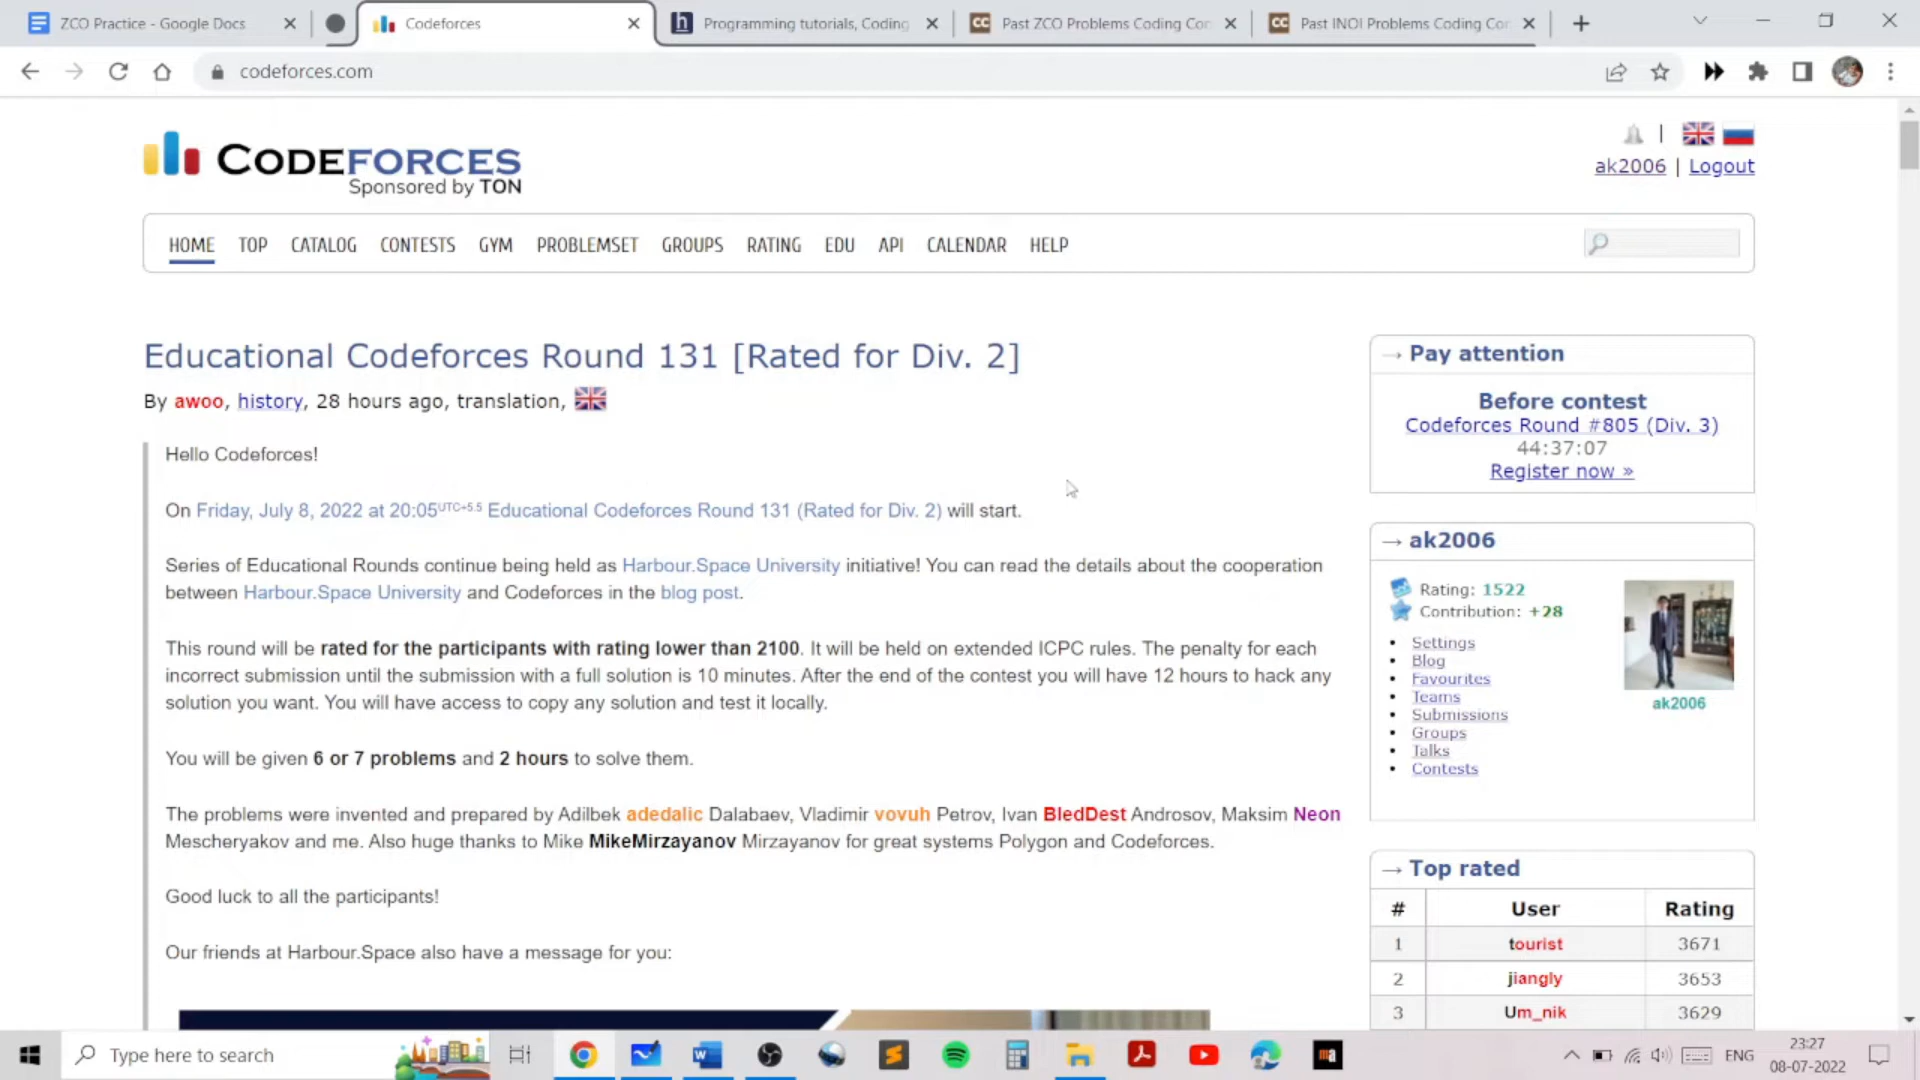 ZCO Practice - Google Docs
Codeforces
Programming tutorials, Coding
Past ZCO Problems Coding Cor
Past INOI Problems Coding Cor
codeforces.com
CODEFORCES
Sponsored by TON
ak2006 | Logout
HOME TOP CATALOG CONTESTS GYM PROBLEMSET GROUPS RATING EDU API CALENDAR HELP
Educational Codeforces Round 131 [Rated for Div. 2]
By awoo, history, 28 hours ago, translation,
Hello Codeforces!
On Friday, July 8, 2022 at 20:05UTC+5.5 Educational Codeforces Round 131 (Rated for Div. 2) will start.
Series of Educational Rounds continue being held as Harbour.Space University initiative! You can read the details about the cooperation
between Harbour.Space University and Codeforces in the blog post.
This round will be rated for the participants with rating lower than 2100. It will be held on extended ICPC rules. The penalty for each
incorrect submission until the submission with a full solution is 10 minutes. After the end of the contest you will have 12 hours to hack any
solution you want. You will have access to copy any solution and test it locally.
You will be given 6 or 7 problems and 2 hours to solve them.
The problems were invented and prepared by Adilbek adedalic Dalabaev, Vladimir vovuh Petrov, Ivan BledDest Androsov, Maksim Neon
Mescheryakov and me. Also huge thanks to Mike MikeMirzayanov Mirzayanov for great systems Polygon and Codeforces.
Good luck to all the participants!
Our friends at Harbour.Space also have a message for you:
→ Pay attention
Before contest
Codeforces Round #805 (Div. 3)
44:37:07
Register now »
→ ak2006
Rating: 1522
Contribution: +28
Settings
Blog
Favourites
Teams
Submissions
Groups
Talks
Contests
ak2006
→ Top rated
# User Rating
1 tourist 3671
2 jiangly 3653
3 Um_nik 3629
Type here to search
ENG
23:27
08-07-2022